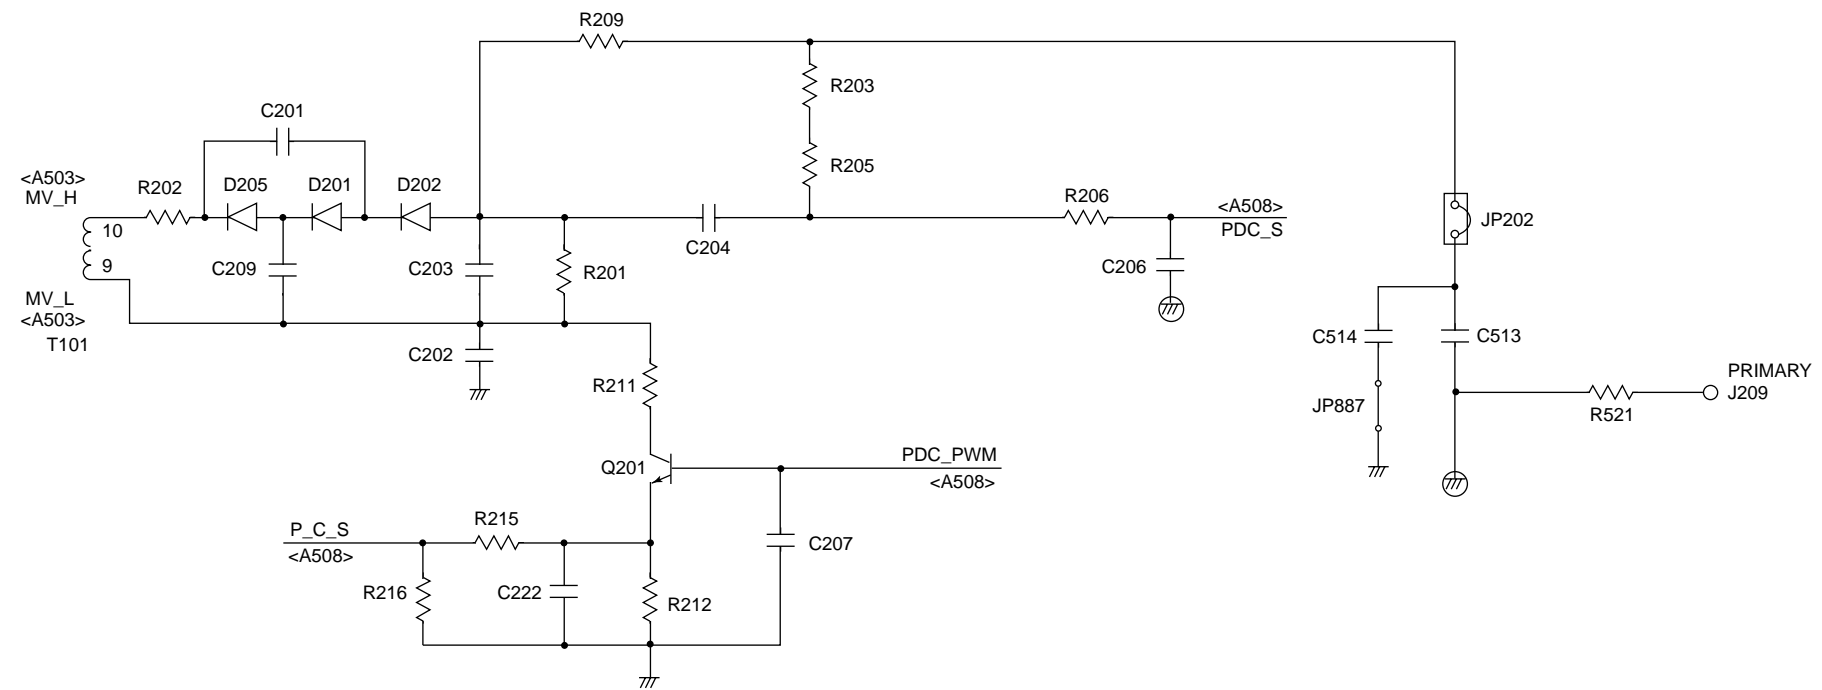 R209
R203
C201
R205
<A503>
MV_H
R202
D205
D201
D202
R206
<A508>
PDC_S
JP202
10
9
C209
C203
R201
C204
C206
MV_L
<A503>
T101
C202
C514
C513
R211
PRIMARY
J209
JP887
R521
Q201
PDC_PWM
<A508>
P_C_S
<A508>
R215
C207
R216
C222
R212